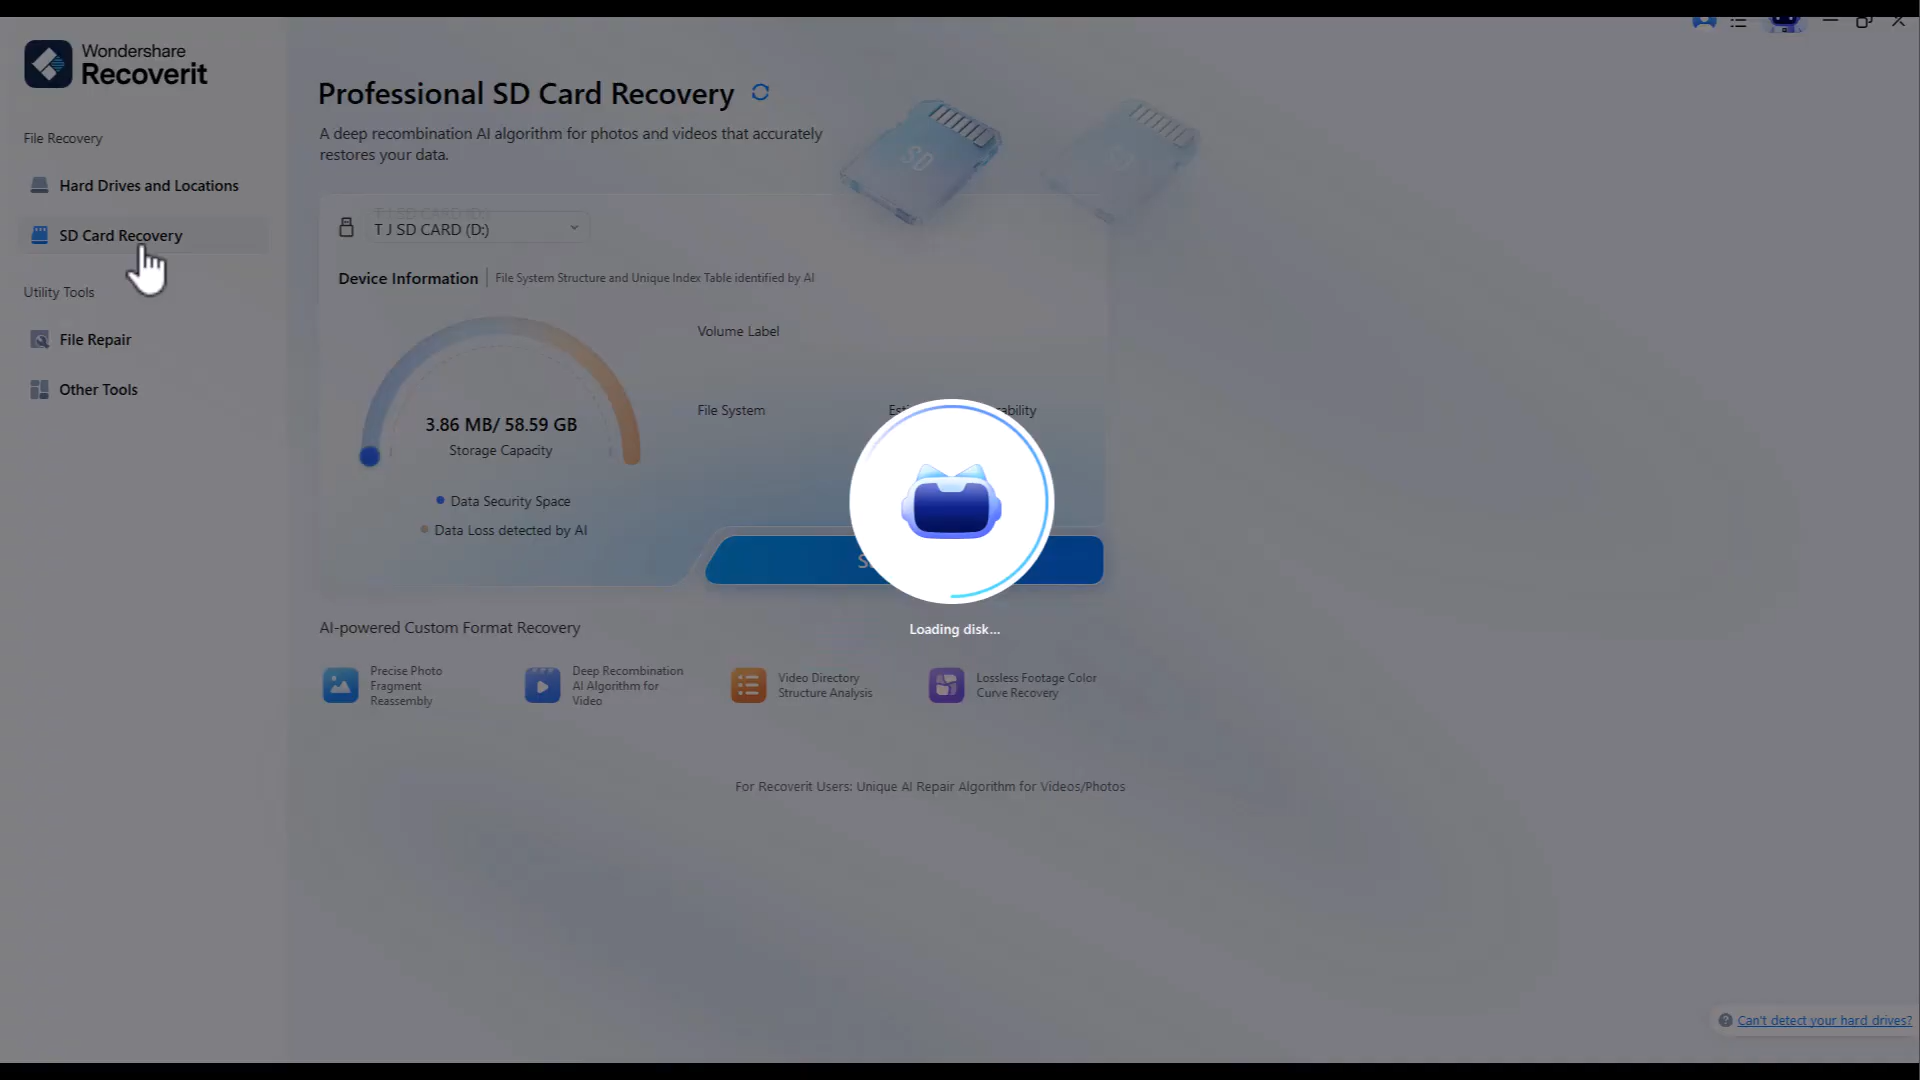 Wondershare
Recoverit
File Recovery
Hard Drives and Locations
SD Card Recovery
Utility Tools
File Repair
Other Tools
Professional SD Card Recovery
A deep recombination AI algorithm for photos and videos that accurately
restores your data.
SD
SD
T J SD CARD (D:)
T J SD CARD (D:)
Device Information
File System Structure and Unique Index Table identified by AI
3.86 MB/ 58.59 GB
Storage Capacity
Data Security Space
Data Loss detected by AI
Volume Label
File System
Loading disk...
AI-powered Custom Format Recovery
Precise Photo
Fragment
Reassembly
Deep Recombination
AI Algorithm for
Video
Video Directory
Structure Analysis
Lossless Footage Color
Curve Recovery
For Recoverit Users: Unique AI Repair Algorithm for Videos/Photos
Can't detect your hard drives?